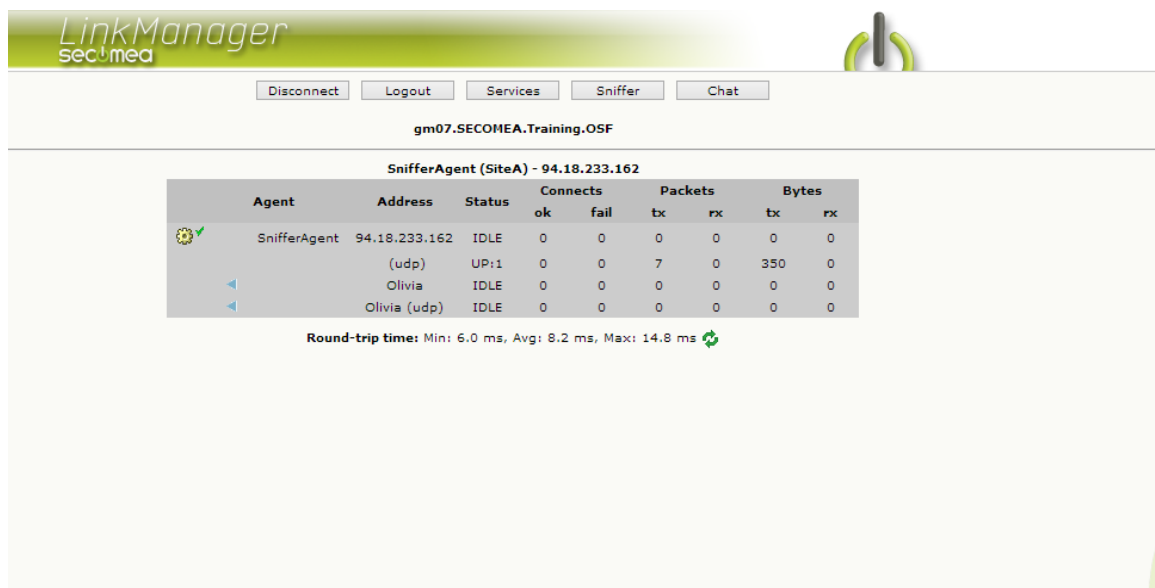 LinkManager
secomea
Disconnect Logout Services Sniffer Chat
gm07.SECOMEA.Training.OSF
SnifferAgent (SiteA) - 94.18.233.162
Agent Address Status Connects Packets Bytes
ok fail tx rx tx rx
SnifferAgent 94.18.233.162 IDLE 0 0 0 0 0 0
(udp) UP:1 0 0 7 0 350 0
Olivia IDLE 0 0 0 0 0 0
Olivia (udp) IDLE 0 0 0 0 0 0
Round-trip time: Min: 6.0 ms, Avg: 8.2 ms, Max: 14.8 ms